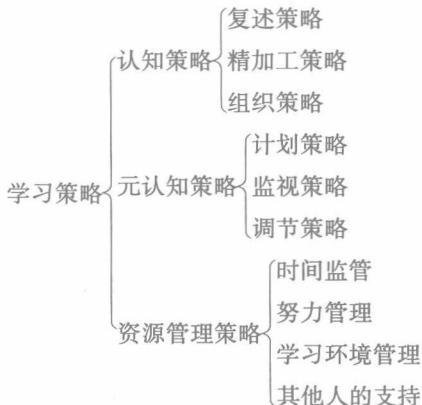 复述策略
认知策略
精加工策略
组织策略
计划策略
学习策略
元认知策略
监视策略
调节策略
时间监管
努力管理
资源管理策略
学习环境管理
其他人的支持